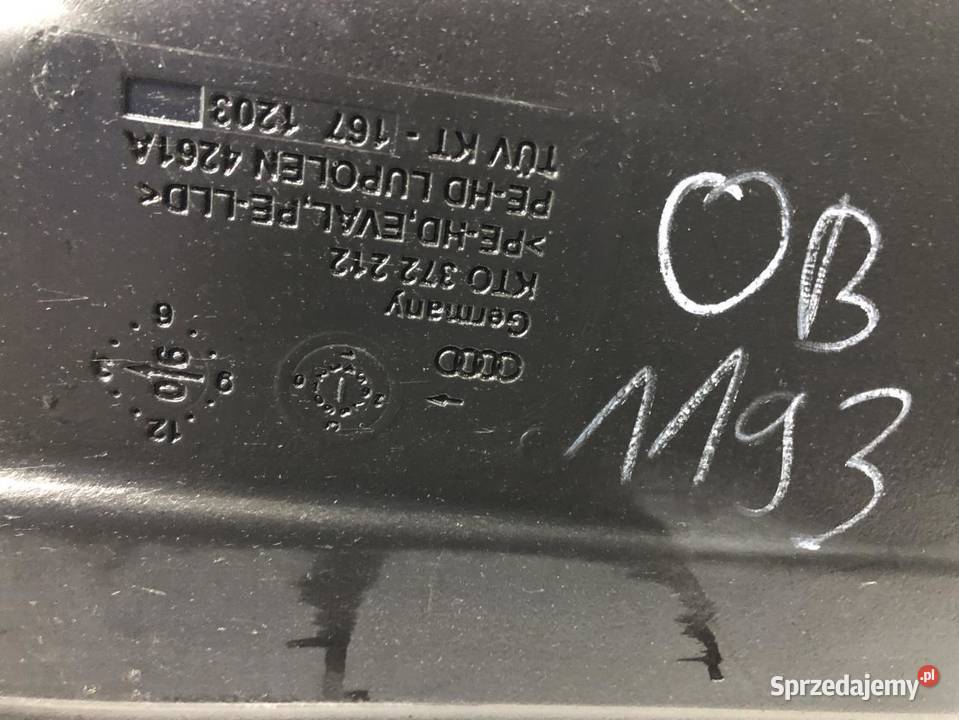 OB
1193
Germany
KTO 372 212
>PE-HD,EVAL,PE-LLD<
PE-HD LUPOLEN 4261A
TÜV KT - 167 1203
12
9
6
Sprzedajemy.pl